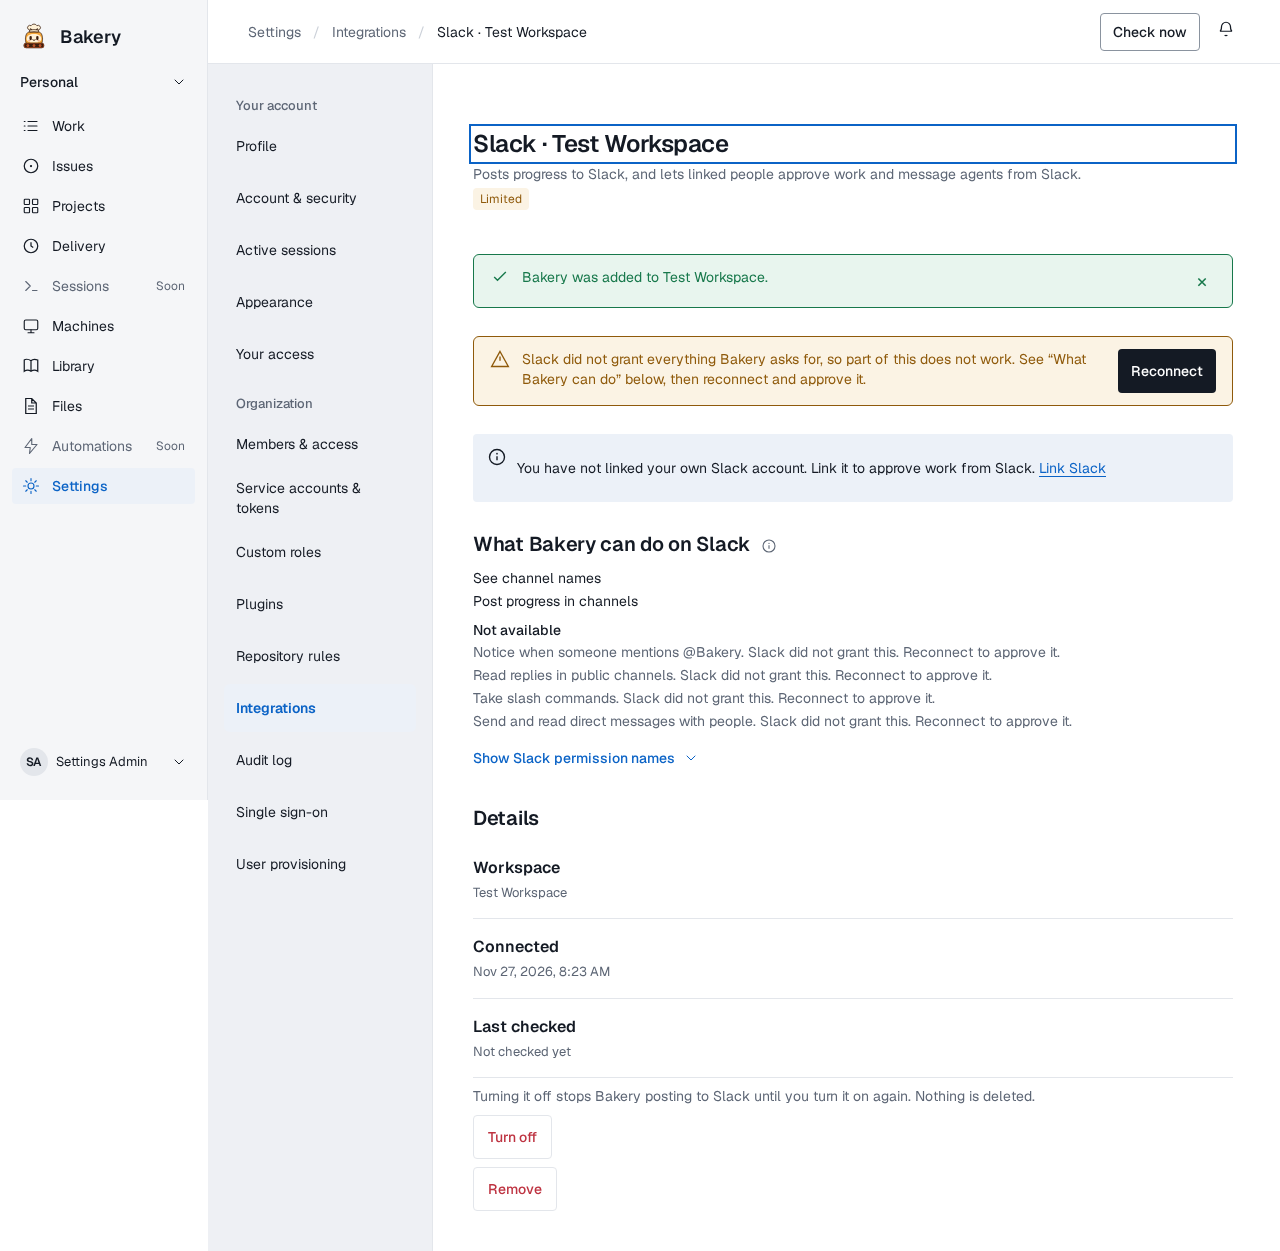 Bakery
Personal
Work
Issues
Projects
Delivery
Sessions Soon
Machines
Library
Files
Automations Soon
Settings
SA Settings Admin
Settings / Integrations / Slack · Test Workspace
Check now
Your account
Profile
Account & security
Active sessions
Appearance
Your access
Organization
Members & access
Service accounts &
tokens
Custom roles
Plugins
Repository rules
Integrations
Audit log
Single sign-on
User provisioning
Slack · Test Workspace
Posts progress to Slack, and lets linked people approve work and message agents from Slack.
Limited
Bakery was added to Test Workspace.
Slack did not grant everything Bakery asks for, so part of this does not work. See “What
Bakery can do” below, then reconnect and approve it.
Reconnect
You have not linked your own Slack account. Link it to approve work from Slack. Link Slack
What Bakery can do on Slack
See channel names
Post progress in channels
Not available
Notice when someone mentions @Bakery. Slack did not grant this. Reconnect to approve it.
Read replies in public channels. Slack did not grant this. Reconnect to approve it.
Take slash commands. Slack did not grant this. Reconnect to approve it.
Send and read direct messages with people. Slack did not grant this. Reconnect to approve it.
Show Slack permission names
Details
Workspace
Test Workspace
Connected
Nov 27, 2026, 8:23 AM
Last checked
Not checked yet
Turning it off stops Bakery posting to Slack until you turn it on again. Nothing is deleted.
Turn off
Remove